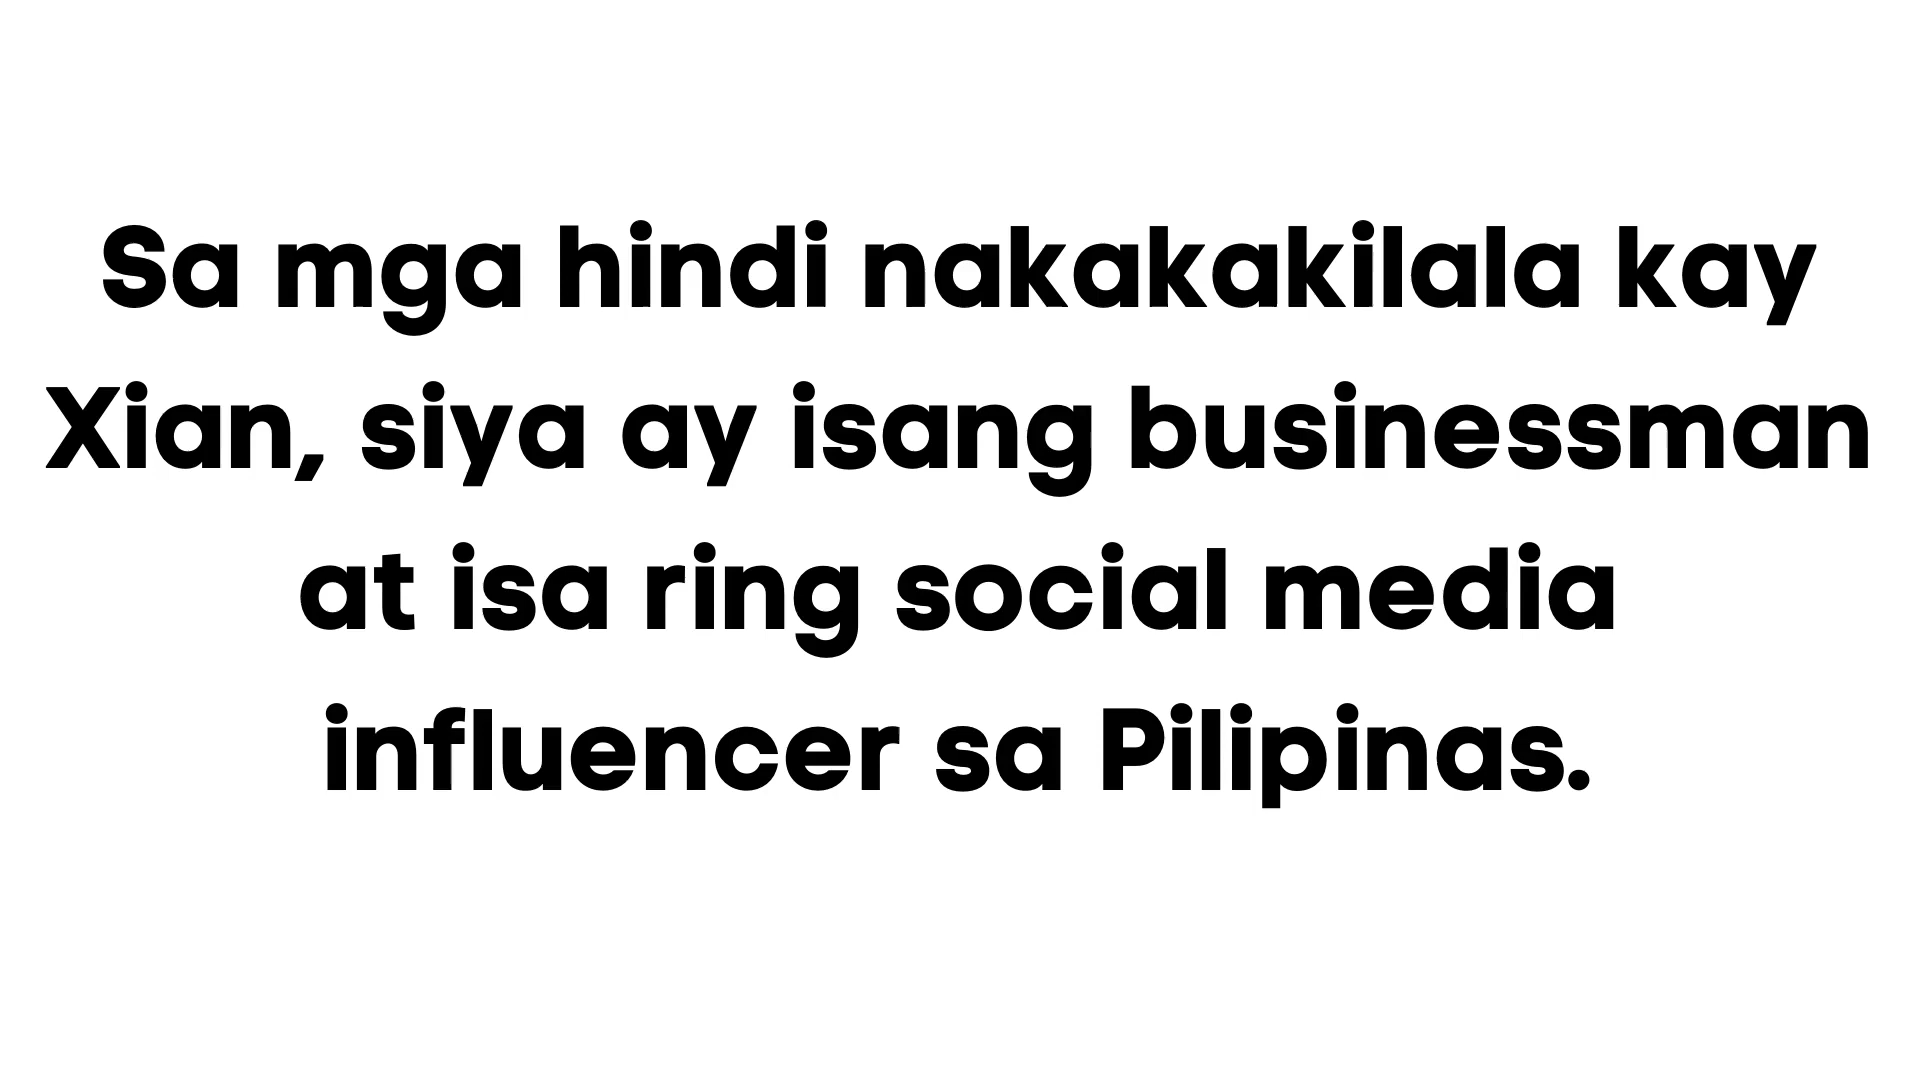 Sa mga hindi nakakakilala kay
Xian, siya ay isang businessman
at isa ring social media
influencer sa Pilipinas.